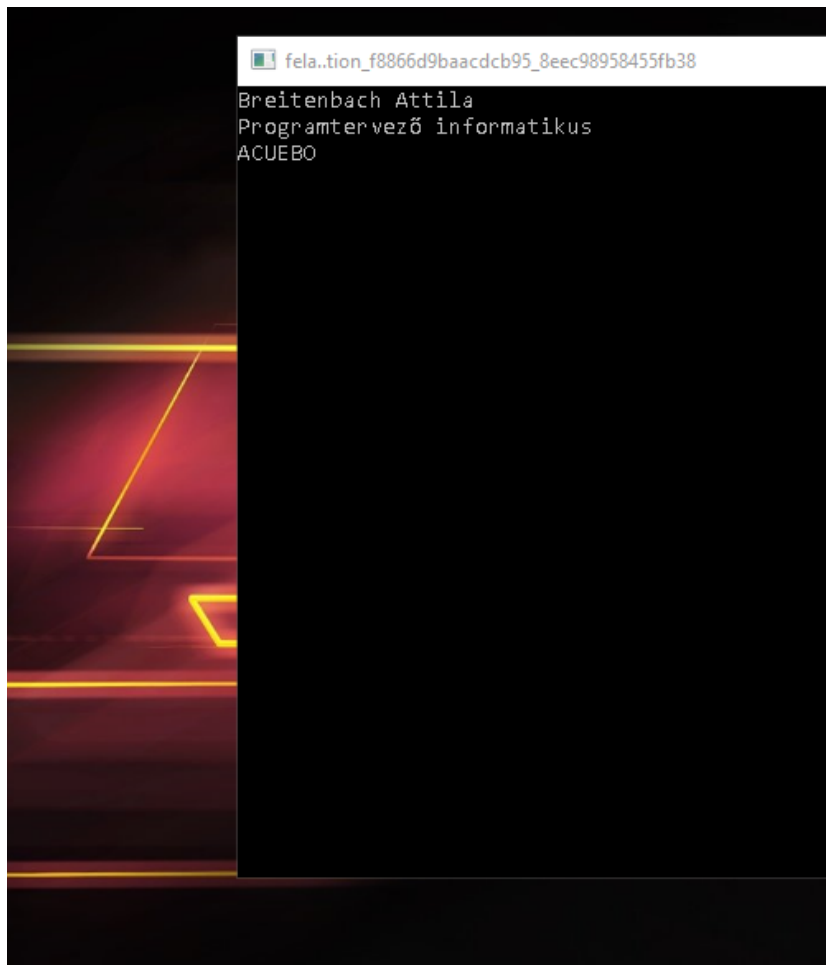 fela..tion_f8866d9baacdcb95_8eec98958455fb38
Breitenbach Attila
Programtervező informatikus
ACUEBO